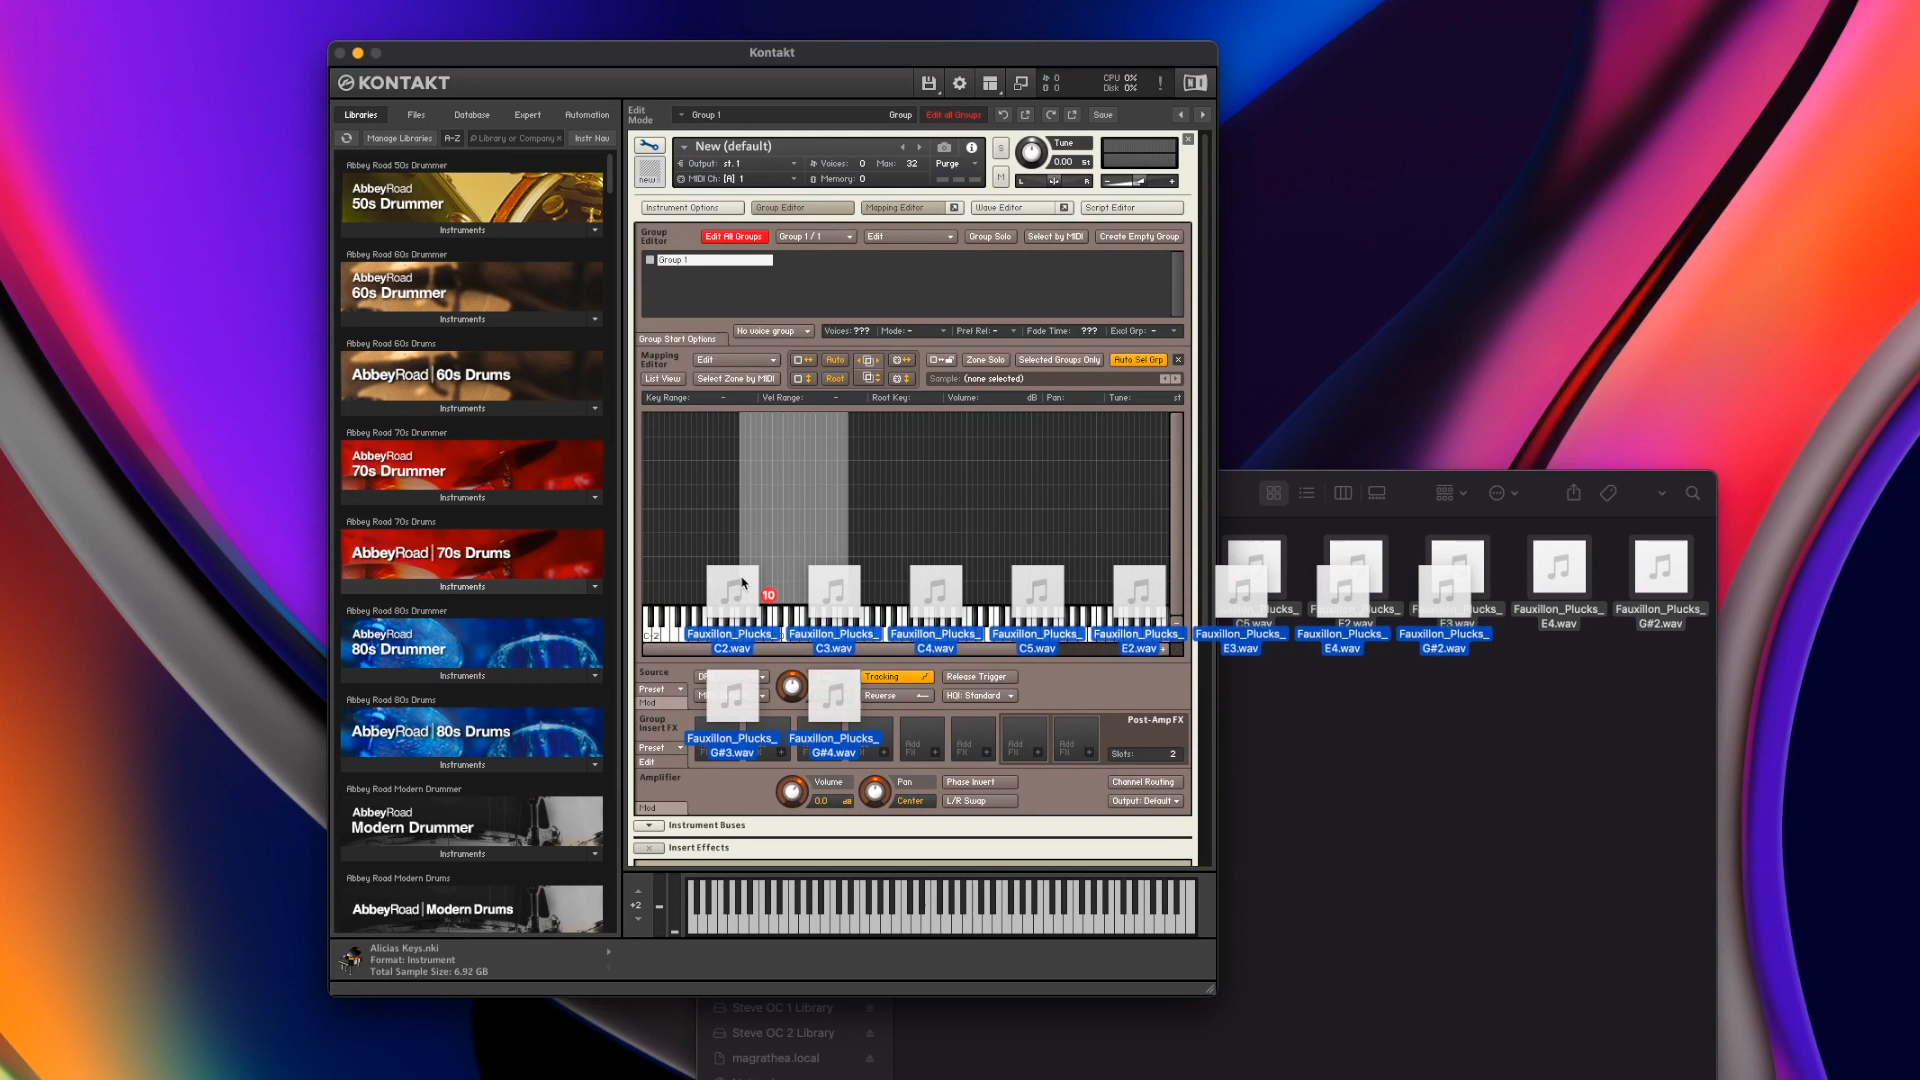 Kontakt
KONTAKT
0
0
CPU 0%
Disk 0%
!
Libraries Files Database Expert Automation
Manage Libraries A-Z Library or Company Instr Nav
Edit Mode
Group 1
Group
Edit all Groups
Save
Abbey Road 50s Drummer
AbbeyRoad
50s Drummer
Instruments
Abbey Road 60s Drummer
AbbeyRoad
60s Drummer
Instruments
Abbey Road 60s Drums
AbbeyRoad 60s Drums
Instruments
Abbey Road 70s Drummer
AbbeyRoad
70s Drummer
Instruments
Abbey Road 70s Drums
AbbeyRoad 70s Drums
Instruments
Abbey Road 80s Drummer
AbbeyRoad
80s Drummer
Instruments
Abbey Road 80s Drums
AbbeyRoad 80s Drums
Instruments
Abbey Road Modern Drummer
AbbeyRoad
Modern Drummer
Instruments
Abbey Road Modern Drums
AbbeyRoad Modern Drums
Alicias Keys.nki
Format: Instrument
Total Sample Size: 6.92 GB
new
New (default)
Output: st.1 Voices: 0 Max: 32 Purge
MIDI Ch: [A] 1 Memory: 0
S
M
Tune
0.00 st
L R
- +
Instrument Options Group Editor Mapping Editor Wave Editor Script Editor
Group Editor
Edit All Groups Group 1 / 1 Edit Group Solo Select by MIDI Create Empty Group
Group 1
Group Start Options
No voice group Voices: ??? Mode: - Pref Rel: - Fade Time: ??? Excl Grp: -
Mapping Editor
Edit Auto Zone Solo Selected Groups Only Auto Sel Grp
List View Select Zone by MIDI Root Sample: (none selected)
Key Range: - Vel Range: - Root Key: Volume: dB Pan: Tune: st
10
C-2
Fauxillon_Plucks_
C2.wav
Fauxillon_Plucks_
C3.wav
Fauxillon_Plucks_
C4.wav
Fauxillon_Plucks_
C5.wav
Fauxillon_Plucks_
E2.wav
Fauxillon_Plucks_
E3.wav
Fauxillon_Plucks_
E4.wav
Fauxillon_Plucks_
G#2.wav
Fauxillon_Plucks_
G#3.wav
Fauxillon_Plucks_
G#4.wav
Fauxillon_Plucks_
E4.wav
Fauxillon_Plucks_
G#2.wav
Source
Preset
Mod
Tracking Release Trigger
Reverse HQI: Standard
Group Insert FX
Preset
Edit
Add FX
Add FX
Add FX
Add FX
Post-Amp FX
Slots: 2
Amplifier
Mod
Volume
0.0 dB
Pan
Center
Phase Invert
L/R Swap
Channel Routing
Output: Default
Instrument Buses
Insert Effects
+2
Steve OC 1 Library
Steve OC 2 Library
magrathea.local